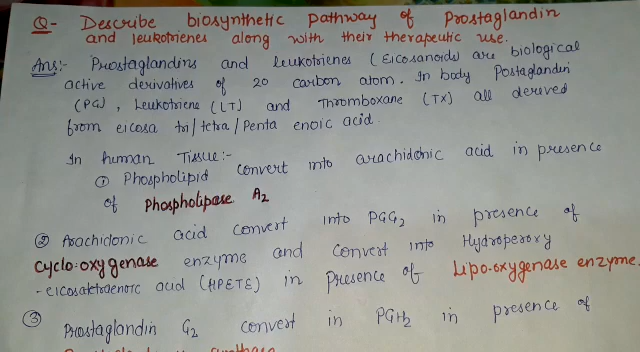 Q- Describe biosynthetic pathway of Prostaglandin
and leukotrienes along with their therapeutic use.
Ans:- Prostaglandins and leukotrienes (Eicosanoids) are biological
active derivatives of 20 carbon atom. In body Postaglandin
(PG), Leukotriene (LT) and Thromboxane (TX) all dereved
from eicosa tri/tetra/Penta enoic acid.
In human Tissue:-
① Phospholipid convert into arachidonic acid in presence
of Phospholipase A2
② Arachidonic acid convert into PGG2 in presence of
Cyclo-oxygenase enzyme and convert into Hydroperoxy
-eicosatetraenoic acid (HPETE) in presence of Lipo-oxygenase enzyme.
③ Prostaglandin G2 convert in PGH2 in presence of